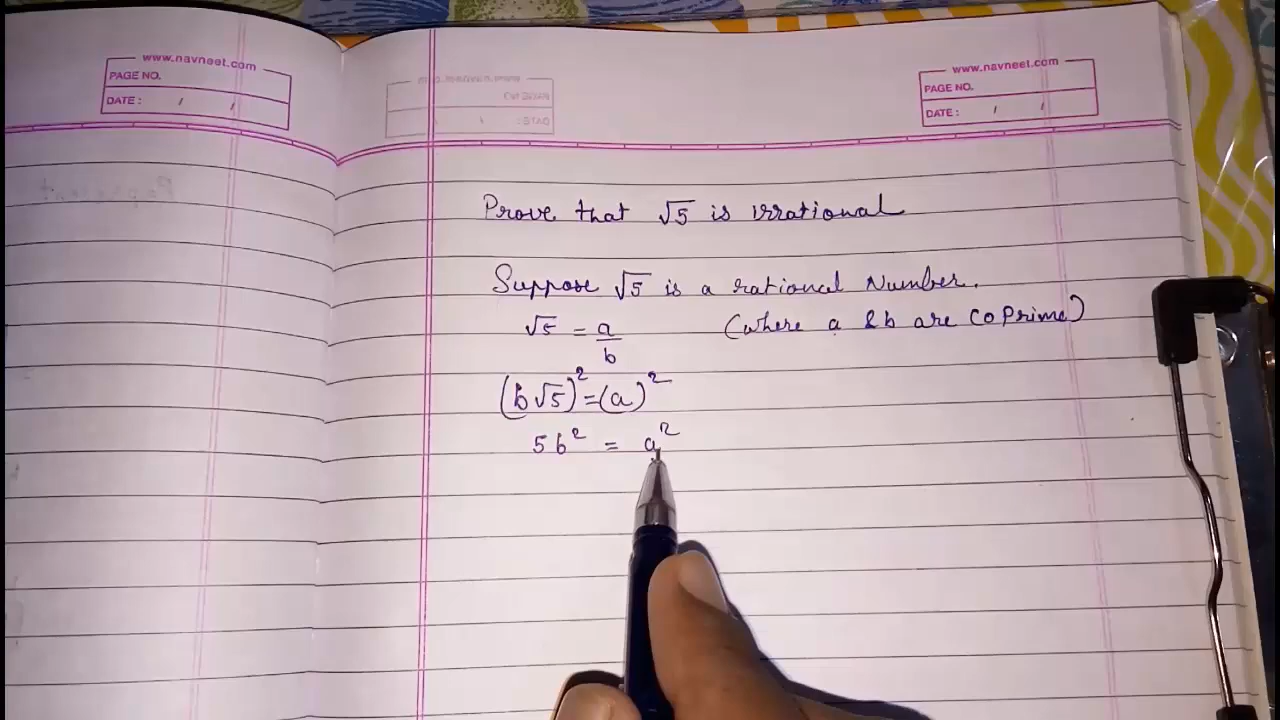 www.navneet.com
PAGE NO.
DATE : / /
www.navneet.com
PAGE NO.
DATE : / /
Prove that √5 is irrational
Suppose √5 is a rational Number.
√5 = a/b (where a & b are coprime)
(b√5)² = (a)²
5b² = a²